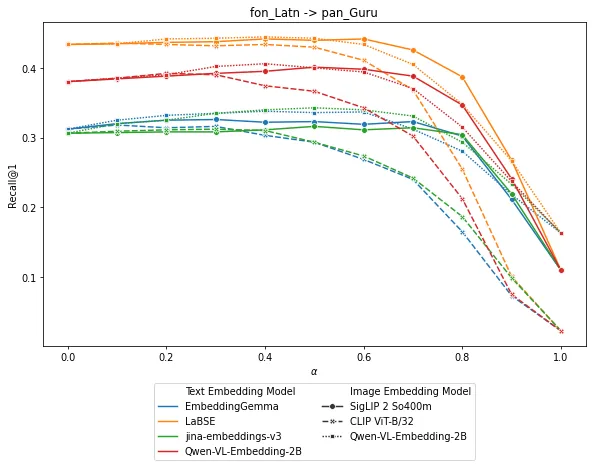 fon_Latn -> pan_Guru
Recall@1
0.4
0.3
0.2
0.1
0.0 0.2 0.4 0.6 0.8 1.0
α
Text Embedding Model Image Embedding Model
EmbeddingGemma SigLIP 2 So400m
LaBSE CLIP ViT-B/32
jina-embeddings-v3 Qwen-VL-Embedding-2B
Qwen-VL-Embedding-2B